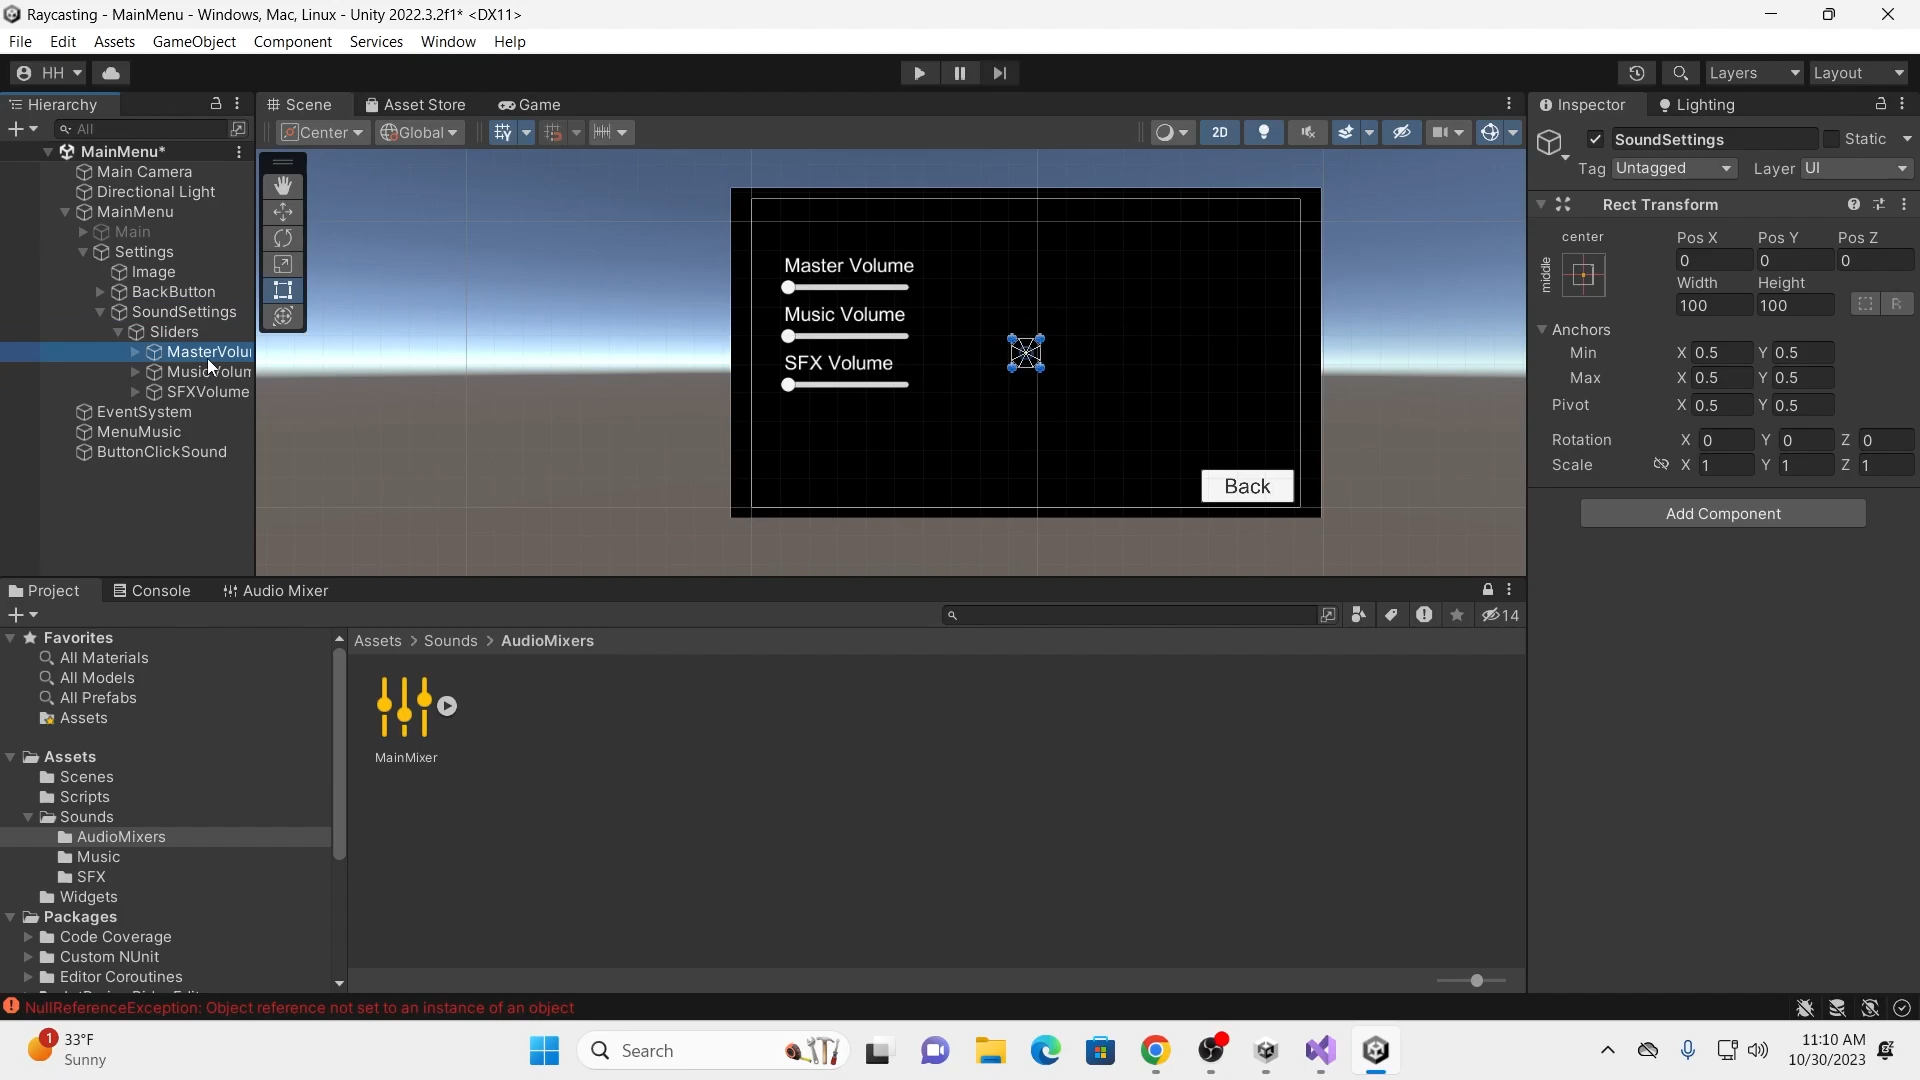 Raycasting - MainMenu - Windows, Mac, Linux - Unity 2022.3.2f1* <DX11>
File Edit Assets GameObject Component Services Window Help
HH Layers Layout
Hierarchy Scene Asset Store Game Inspector Lighting
All Center Global 2D SoundSettings Static
MainMenu*
Tag Untagged Layer UI
Main Camera
Directional Light
MainMenu
Main
Settings
Image
BackButton
SoundSettings
Sliders
MasterVolu
MusicVolum
SFXVolume
EventSystem
MenuMusic
ButtonClickSound
Master Volume
Music Volume
SFX Volume
Back
Rect Transform
center Pos X Pos Y Pos Z
middle 0 0 0
Width Height
100 100 R
Anchors
Min X 0.5 Y 0.5
Max X 0.5 Y 0.5
Pivot X 0.5 Y 0.5
Rotation X 0 Y 0 Z 0
Scale X 1 Y 1 Z 1
Add Component
Project Console Audio Mixer
14
Favorites
All Materials
All Models
All Prefabs
Assets
Assets
Scenes
Scripts
Sounds
AudioMixers
Music
SFX
Widgets
Packages
Code Coverage
Custom NUnit
Editor Coroutines
Assets > Sounds > AudioMixers
MainMixer
NullReferenceException: Object reference not set to an instance of an object
1
33°F
Sunny
Search
11:10 AM
10/30/2023